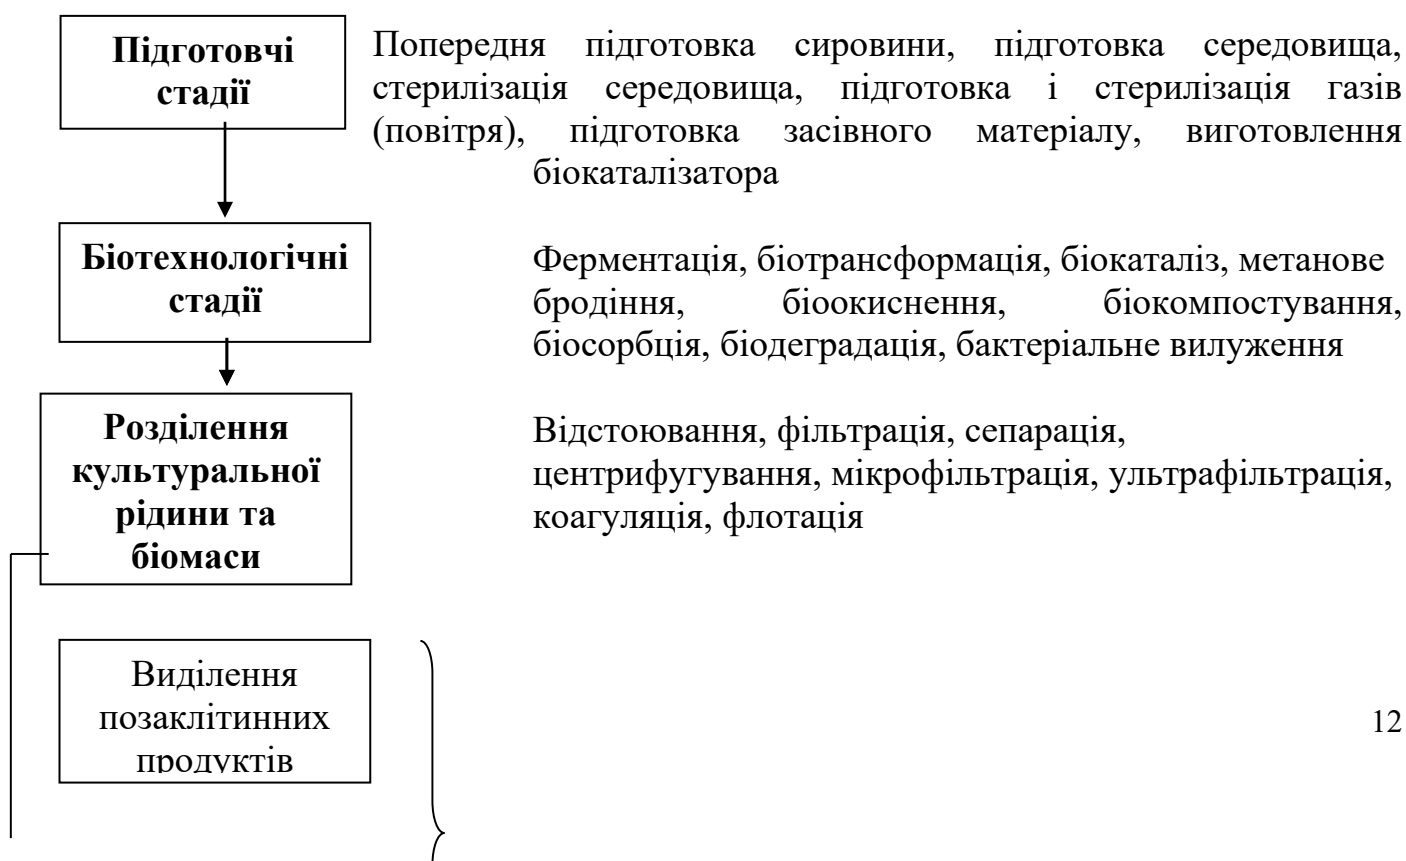 Підготовчі
стадії
Попередня підготовка сировини, підготовка середовища,
стерилізація середовища, підготовка і стерилізація газів
(повітря), підготовка засівного матеріалу, виготовлення
біокаталізатора
Біотехнологічні
стадії
Ферментація, біотрансформація, біокаталіз, метанове
бродіння, біоокиснення, біокомпостування,
біосорбція, біодеградація, бактеріальне вилуження
Розділення
культуральної
рідини та
біомаси
Відстоювання, фільтрація, сепарація,
центрифугування, мікрофільтрація, ультрафільтрація,
коагуляція, флотація
Виділення
позаклітинних
продуктів
12